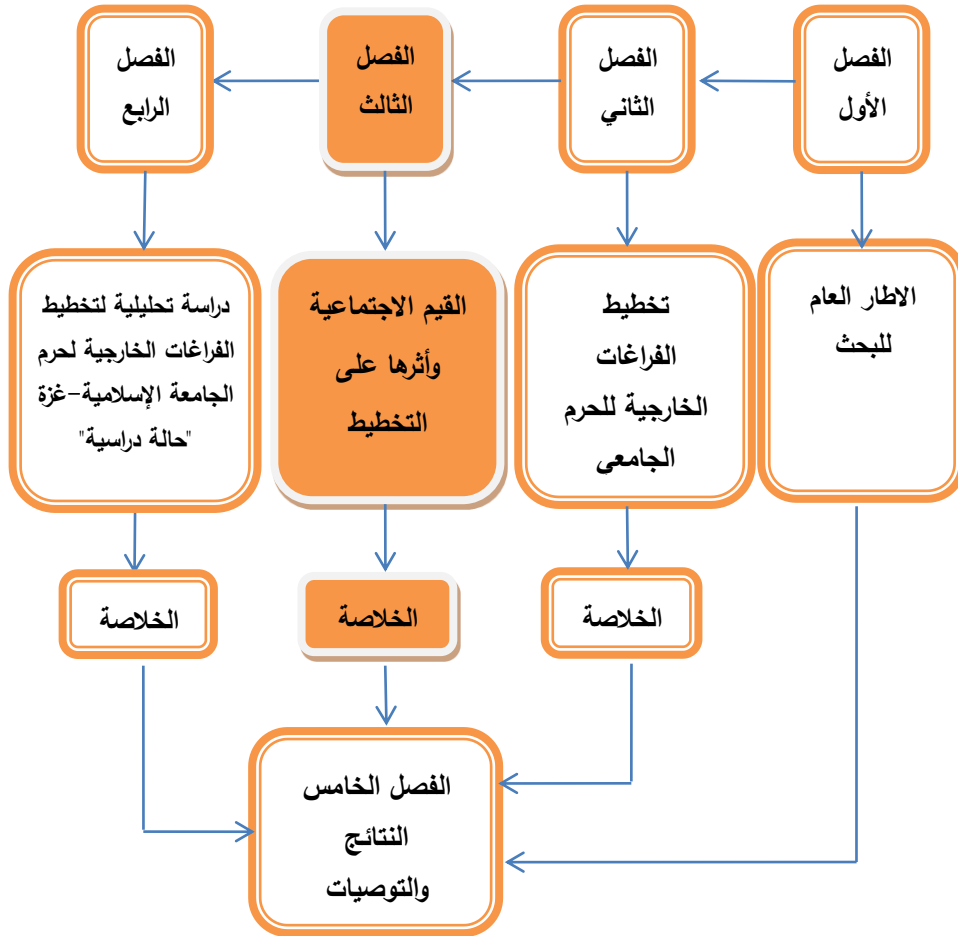 الفصل
الأول
الفصل
الثاني
الفصل
الثالث
الفصل
الرابع
الاطار العام
للبحث
تخطيط
الفراغات
الخارجية للحرم
الجامعي
القيم الاجتماعية
وأثرها على
التخطيط
دراسة تحليلية لتخطيط
الفراغات الخارجية لحرم
الجامعة الإسلامية-غزة
"حالة دراسية"
الخلاصة
الخلاصة
الخلاصة
الفصل الخامس
النتائج
والتوصيات